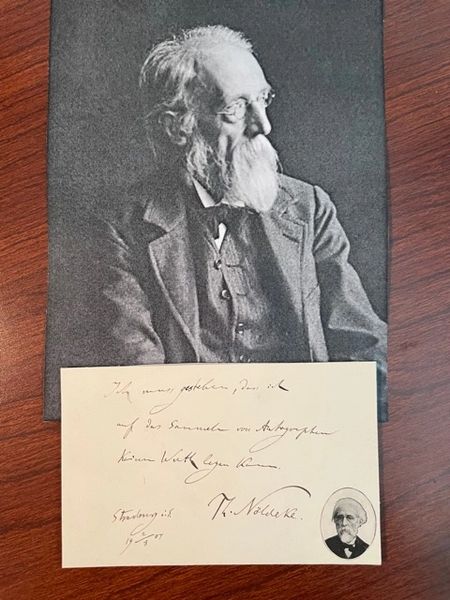 Ich muss gestehen, dass ich
auf das Sammeln von Autographen
keinen Werth legen kann.
Th. Nöldeke.
Strassburg i.E.